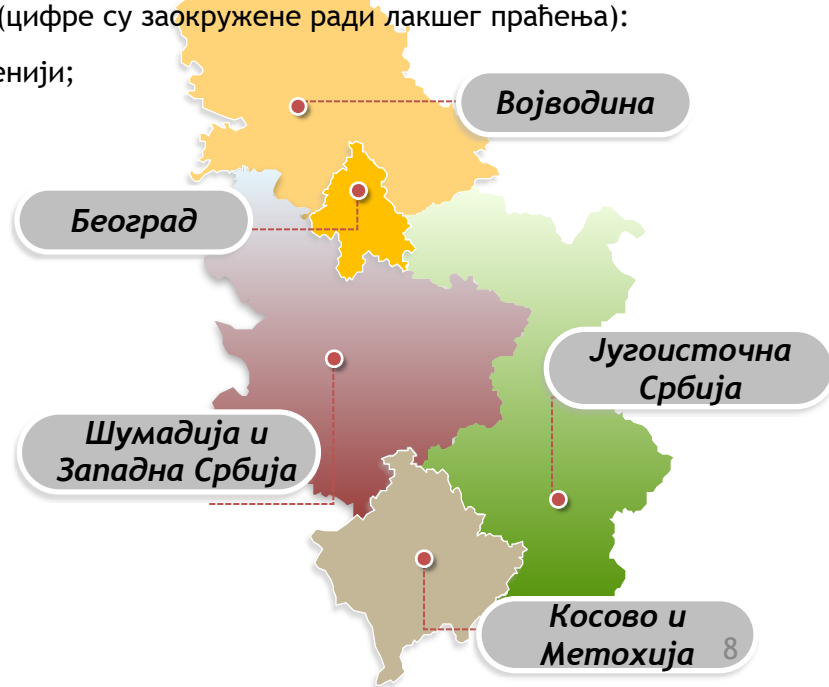 (цифре су заокружене ради лакшег праћења):
енији;
Војводина
Београд
Југоисточна
Србија
Шумадија и
Западна Србија
Косово и
Метохија
8